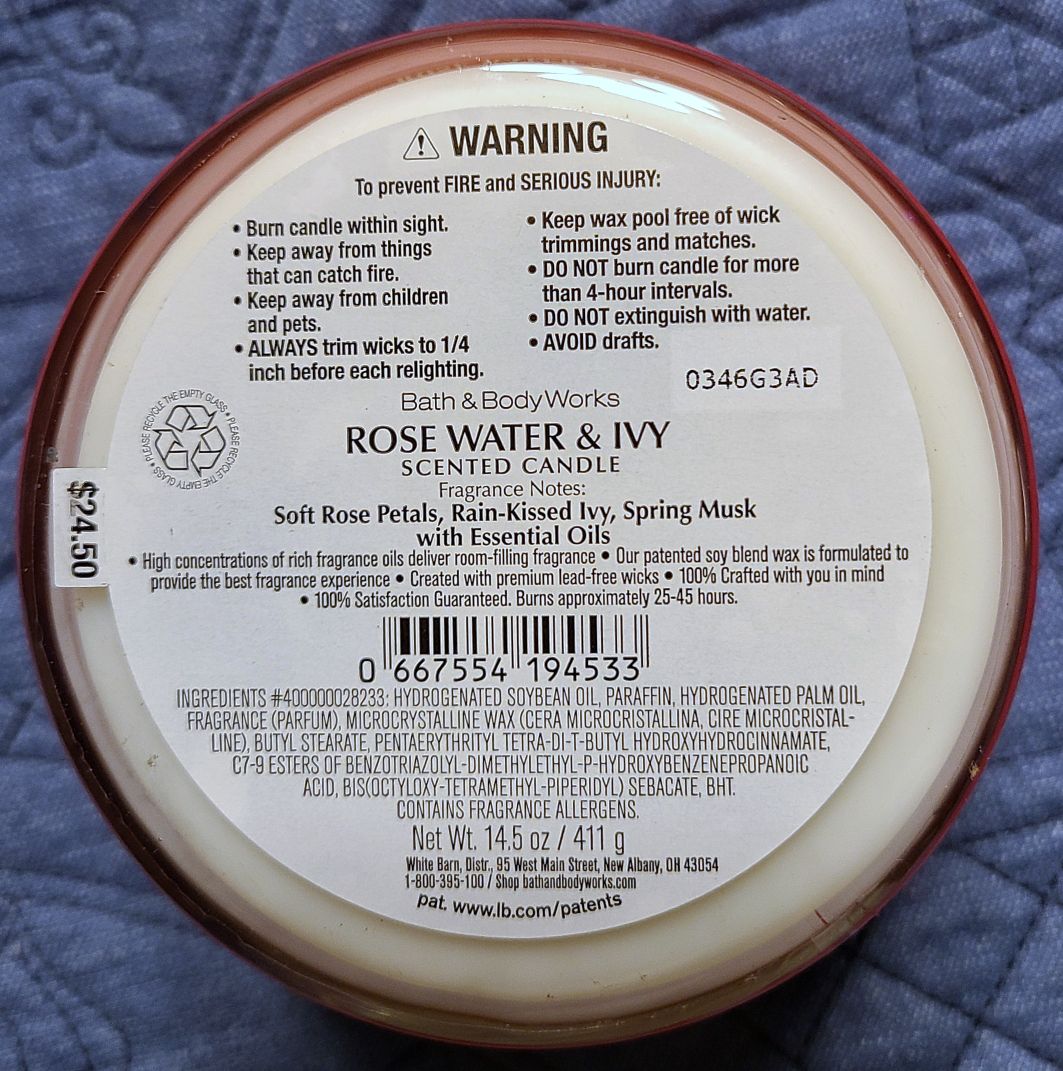 WARNING
To prevent FIRE and SERIOUS INJURY:
• Burn candle within sight.
• Keep away from things
that can catch fire.
• Keep away from children
and pets.
• ALWAYS trim wicks to 1/4
inch before each relighting.
• Keep wax pool free of wick
trimmings and matches.
• DO NOT burn candle for more
than 4-hour intervals.
• DO NOT extinguish with water.
• AVOID drafts.
0346G3AD
• PLEASE RECYCLE THE EMPTY GLASS • PLEASE RECYCLE THE EMPTY GLASS
Bath & Body Works
ROSE WATER & IVY
SCENTED CANDLE
Fragrance Notes:
Soft Rose Petals, Rain-Kissed Ivy, Spring Musk
with Essential Oils
$24.50
• High concentrations of rich fragrance oils deliver room-filling fragrance • Our patented soy blend wax is formulated to
provide the best fragrance experience • Created with premium lead-free wicks • 100% Crafted with you in mind
• 100% Satisfaction Guaranteed. Burns approximately 25-45 hours.
0 667554 194533
INGREDIENTS #400000028233: HYDROGENATED SOYBEAN OIL, PARAFFIN, HYDROGENATED PALM OIL,
FRAGRANCE (PARFUM), MICROCRYSTALLINE WAX (CERA MICROCRISTALLINA, CIRE MICROCRISTAL-
LINE), BUTYL STEARATE, PENTAERYTHRITYL TETRA-DI-T-BUTYL HYDROXYHYDROCINNAMATE,
C7-9 ESTERS OF BENZOTRIAZOLYL-DIMETHYLETHYL-P-HYDROXYBENZENEPROPANOIC
ACID, BIS(OCTYLOXY-TETRAMETHYL-PIPERIDYL) SEBACATE, BHT.
CONTAINS FRAGRANCE ALLERGENS.
Net Wt. 14.5 oz / 411 g
White Barn, Distr., 95 West Main Street, New Albany, OH 43054
1-800-395-100 / Shop bathandbodyworks.com
pat. www.lb.com/patents